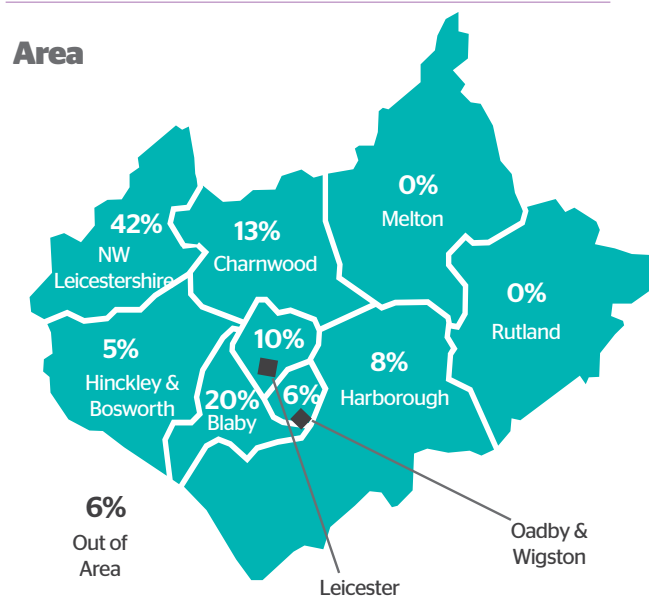 Area
0%
Melton
42%
NW
Leicestershire
13%
Charnwood
0%
Rutland
10%
5%
Hinckley &
Bosworth
8%
Harborough
20%
Blaby
6%
6%
Out of
Area
Oadby &
Wigston
Leicester